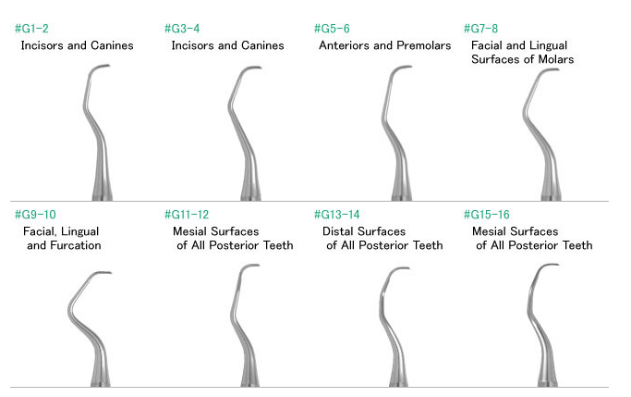 #G1-2
Incisors and Canines
#G3-4
Incisors and Canines
#G5-6
Anteriors and Premolars
#G7-8
Facial and Lingual
Surfaces of Molars
#G9-10
Facial, Lingual
and Furcation
#G11-12
Mesial Surfaces
of All Posterior Teeth
#G13-14
Distal Surfaces
of All Posterior Teeth
#G15-16
Mesial Surfaces
of All Posterior Teeth